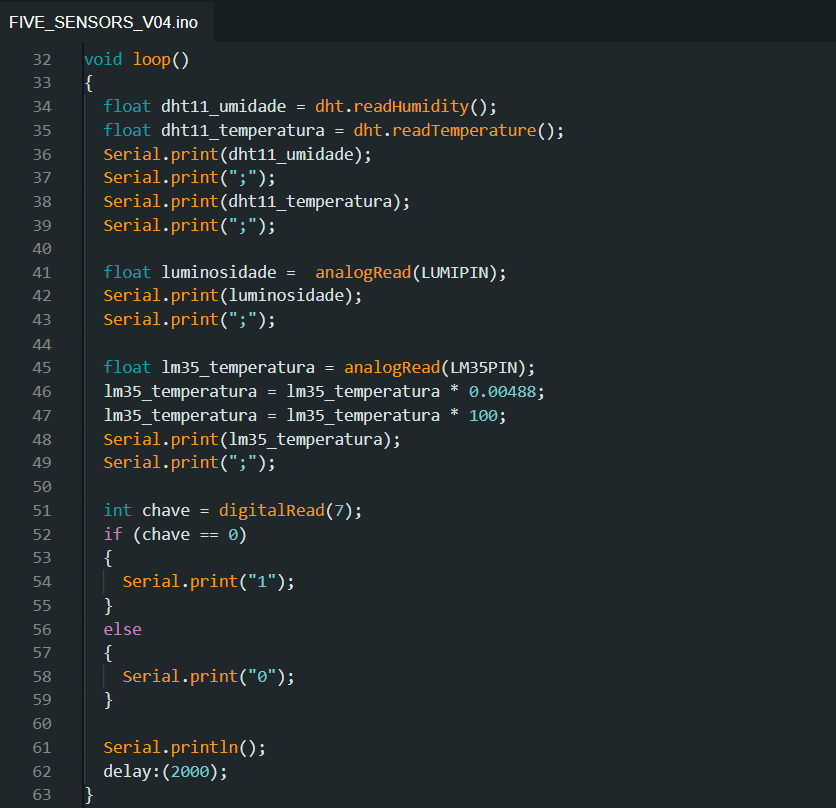 FIVE_SENSORS_V04.ino
32 void loop()
33 {
34 float dht11_umidade = dht.readHumidity();
35 float dht11_temperatura = dht.readTemperature();
36 Serial.print(dht11_umidade);
37 Serial.print(";");
38 Serial.print(dht11_temperatura);
39 Serial.print(";");
40
41 float luminosidade =  analogRead(LUMIPIN);
42 Serial.print(luminosidade);
43 Serial.print(";");
44
45 float lm35_temperatura = analogRead(LM35PIN);
46 lm35_temperatura = lm35_temperatura * 0.00488;
47 lm35_temperatura = lm35_temperatura * 100;
48 Serial.print(lm35_temperatura);
49 Serial.print(";");
50
51 int chave = digitalRead(7);
52 if (chave == 0)
53 {
54 Serial.print("1");
55 }
56 else
57 {
58 Serial.print("0");
59 }
60
61 Serial.println();
62 delay:(2000);
63 }